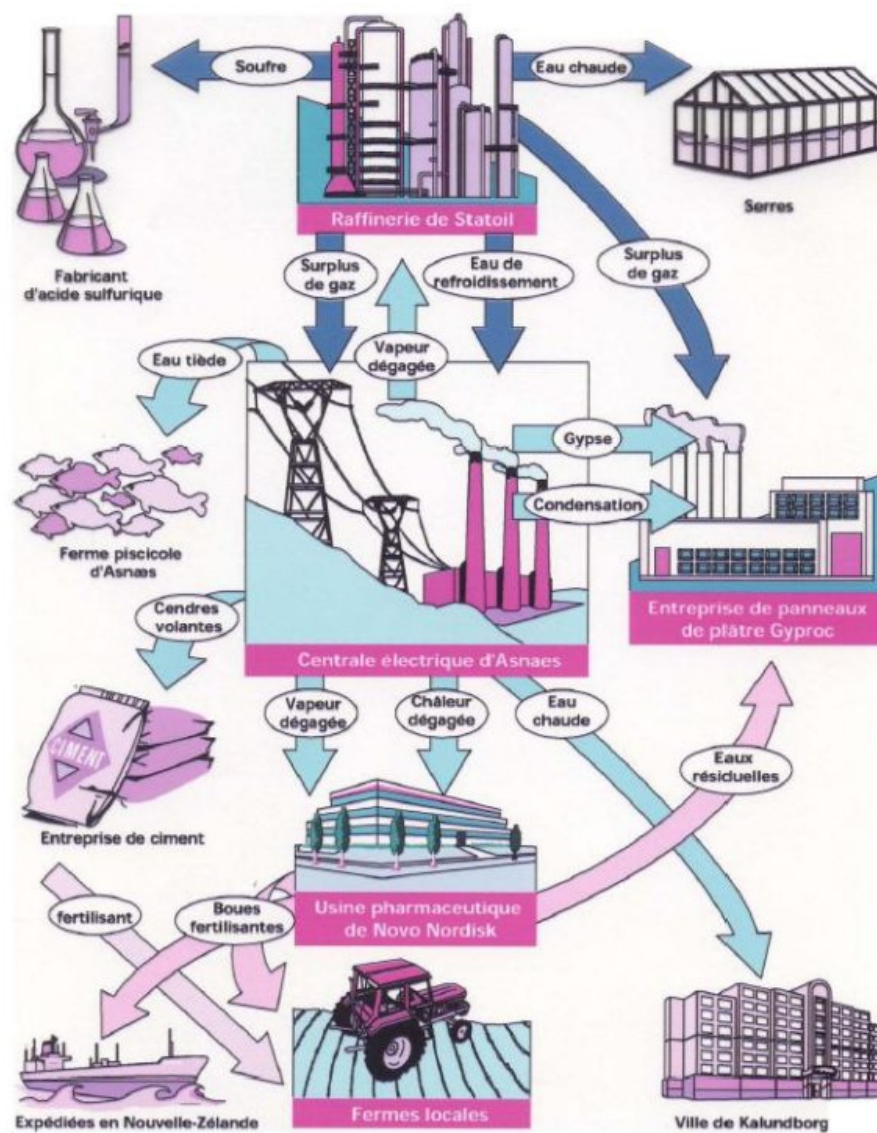 Soufre
Eau chaude
Raffinerie de Statoil
Serres
Fabricant
d'acide sulfurique
Surplus
de gaz
Eau de
refroidissement
Surplus
de gaz
Vapeur
dégagée
Eau tiède
Gypse
Condensation
Ferme piscicole
d'Asnæs
Cendres
volantes
Centrale électrique d'Asnaes
Entreprise de panneaux
de plâtre Gyproc
Vapeur
dégagée
Châleur
dégagée
Eau
chaude
CIMENT
Eaux
résiduelles
Entreprise de ciment
fertilisant
Boues
fertilisantes
Usine pharmaceutique
de Novo Nordisk
Expédiées en Nouvelle-Zélande
Fermes locales
Ville de Kalundborg